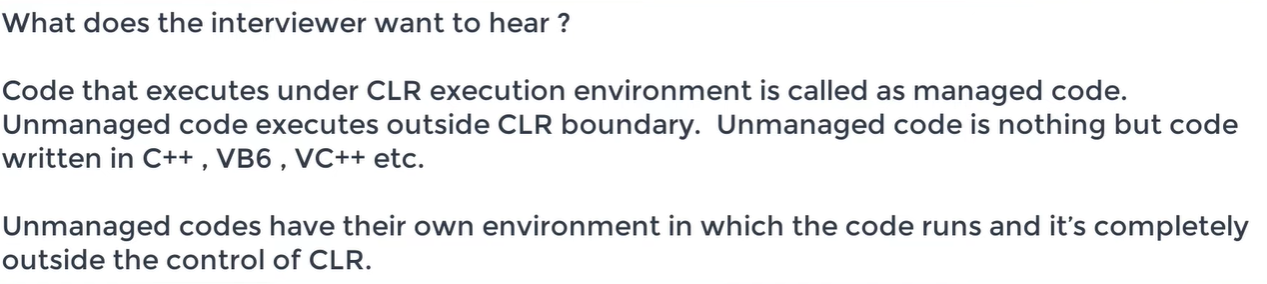 What does the interviewer want to hear ?
Code that executes under CLR execution environment is called as managed code.
Unmanaged code executes outside CLR boundary.  Unmanaged code is nothing but code
written in C++ , VB6 , VC++ etc.
Unmanaged codes have their own environment in which the code runs and it’s completely
outside the control of CLR.